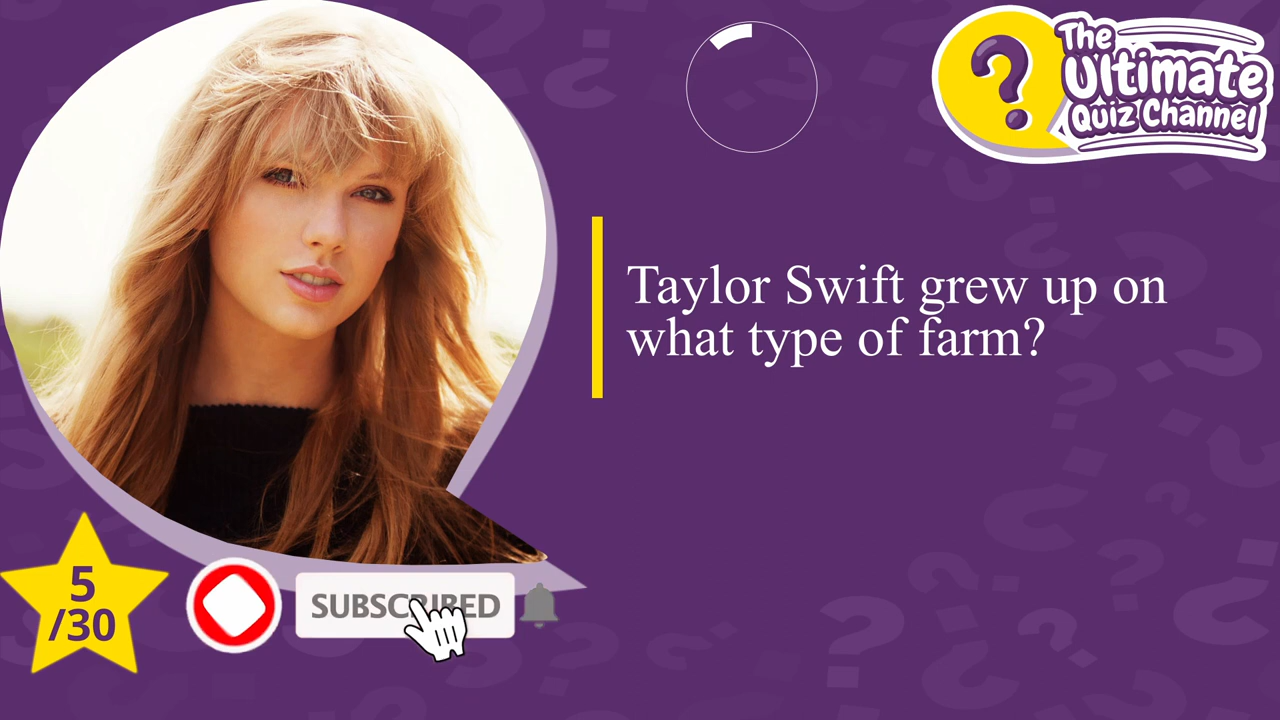 The
Ultimate
Quiz Channel
Taylor Swift grew up on
what type of farm?
5
/30
SUBSCRIBED